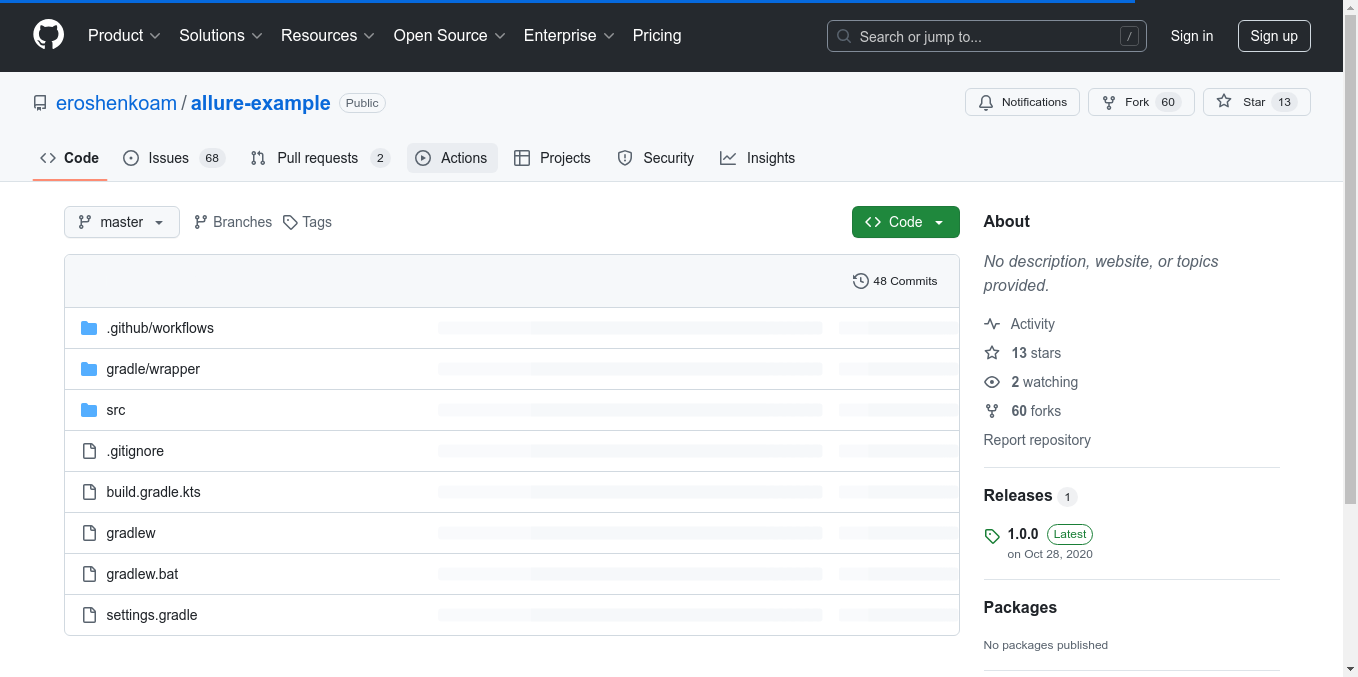 Product Solutions Resources Open Source Enterprise Pricing Search or jump to... / Sign in Sign up
eroshenkoam / allure-example Public Notifications Fork 60 Star 13
Code Issues 68 Pull requests 2 Actions Projects Security Insights
master Branches Tags Code
48 Commits
.github/workflows
gradle/wrapper
src
.gitignore
build.gradle.kts
gradlew
gradlew.bat
settings.gradle
About
No description, website, or topics
provided.
Activity
13 stars
2 watching
60 forks
Report repository
Releases 1
1.0.0 Latest
on Oct 28, 2020
Packages
No packages published